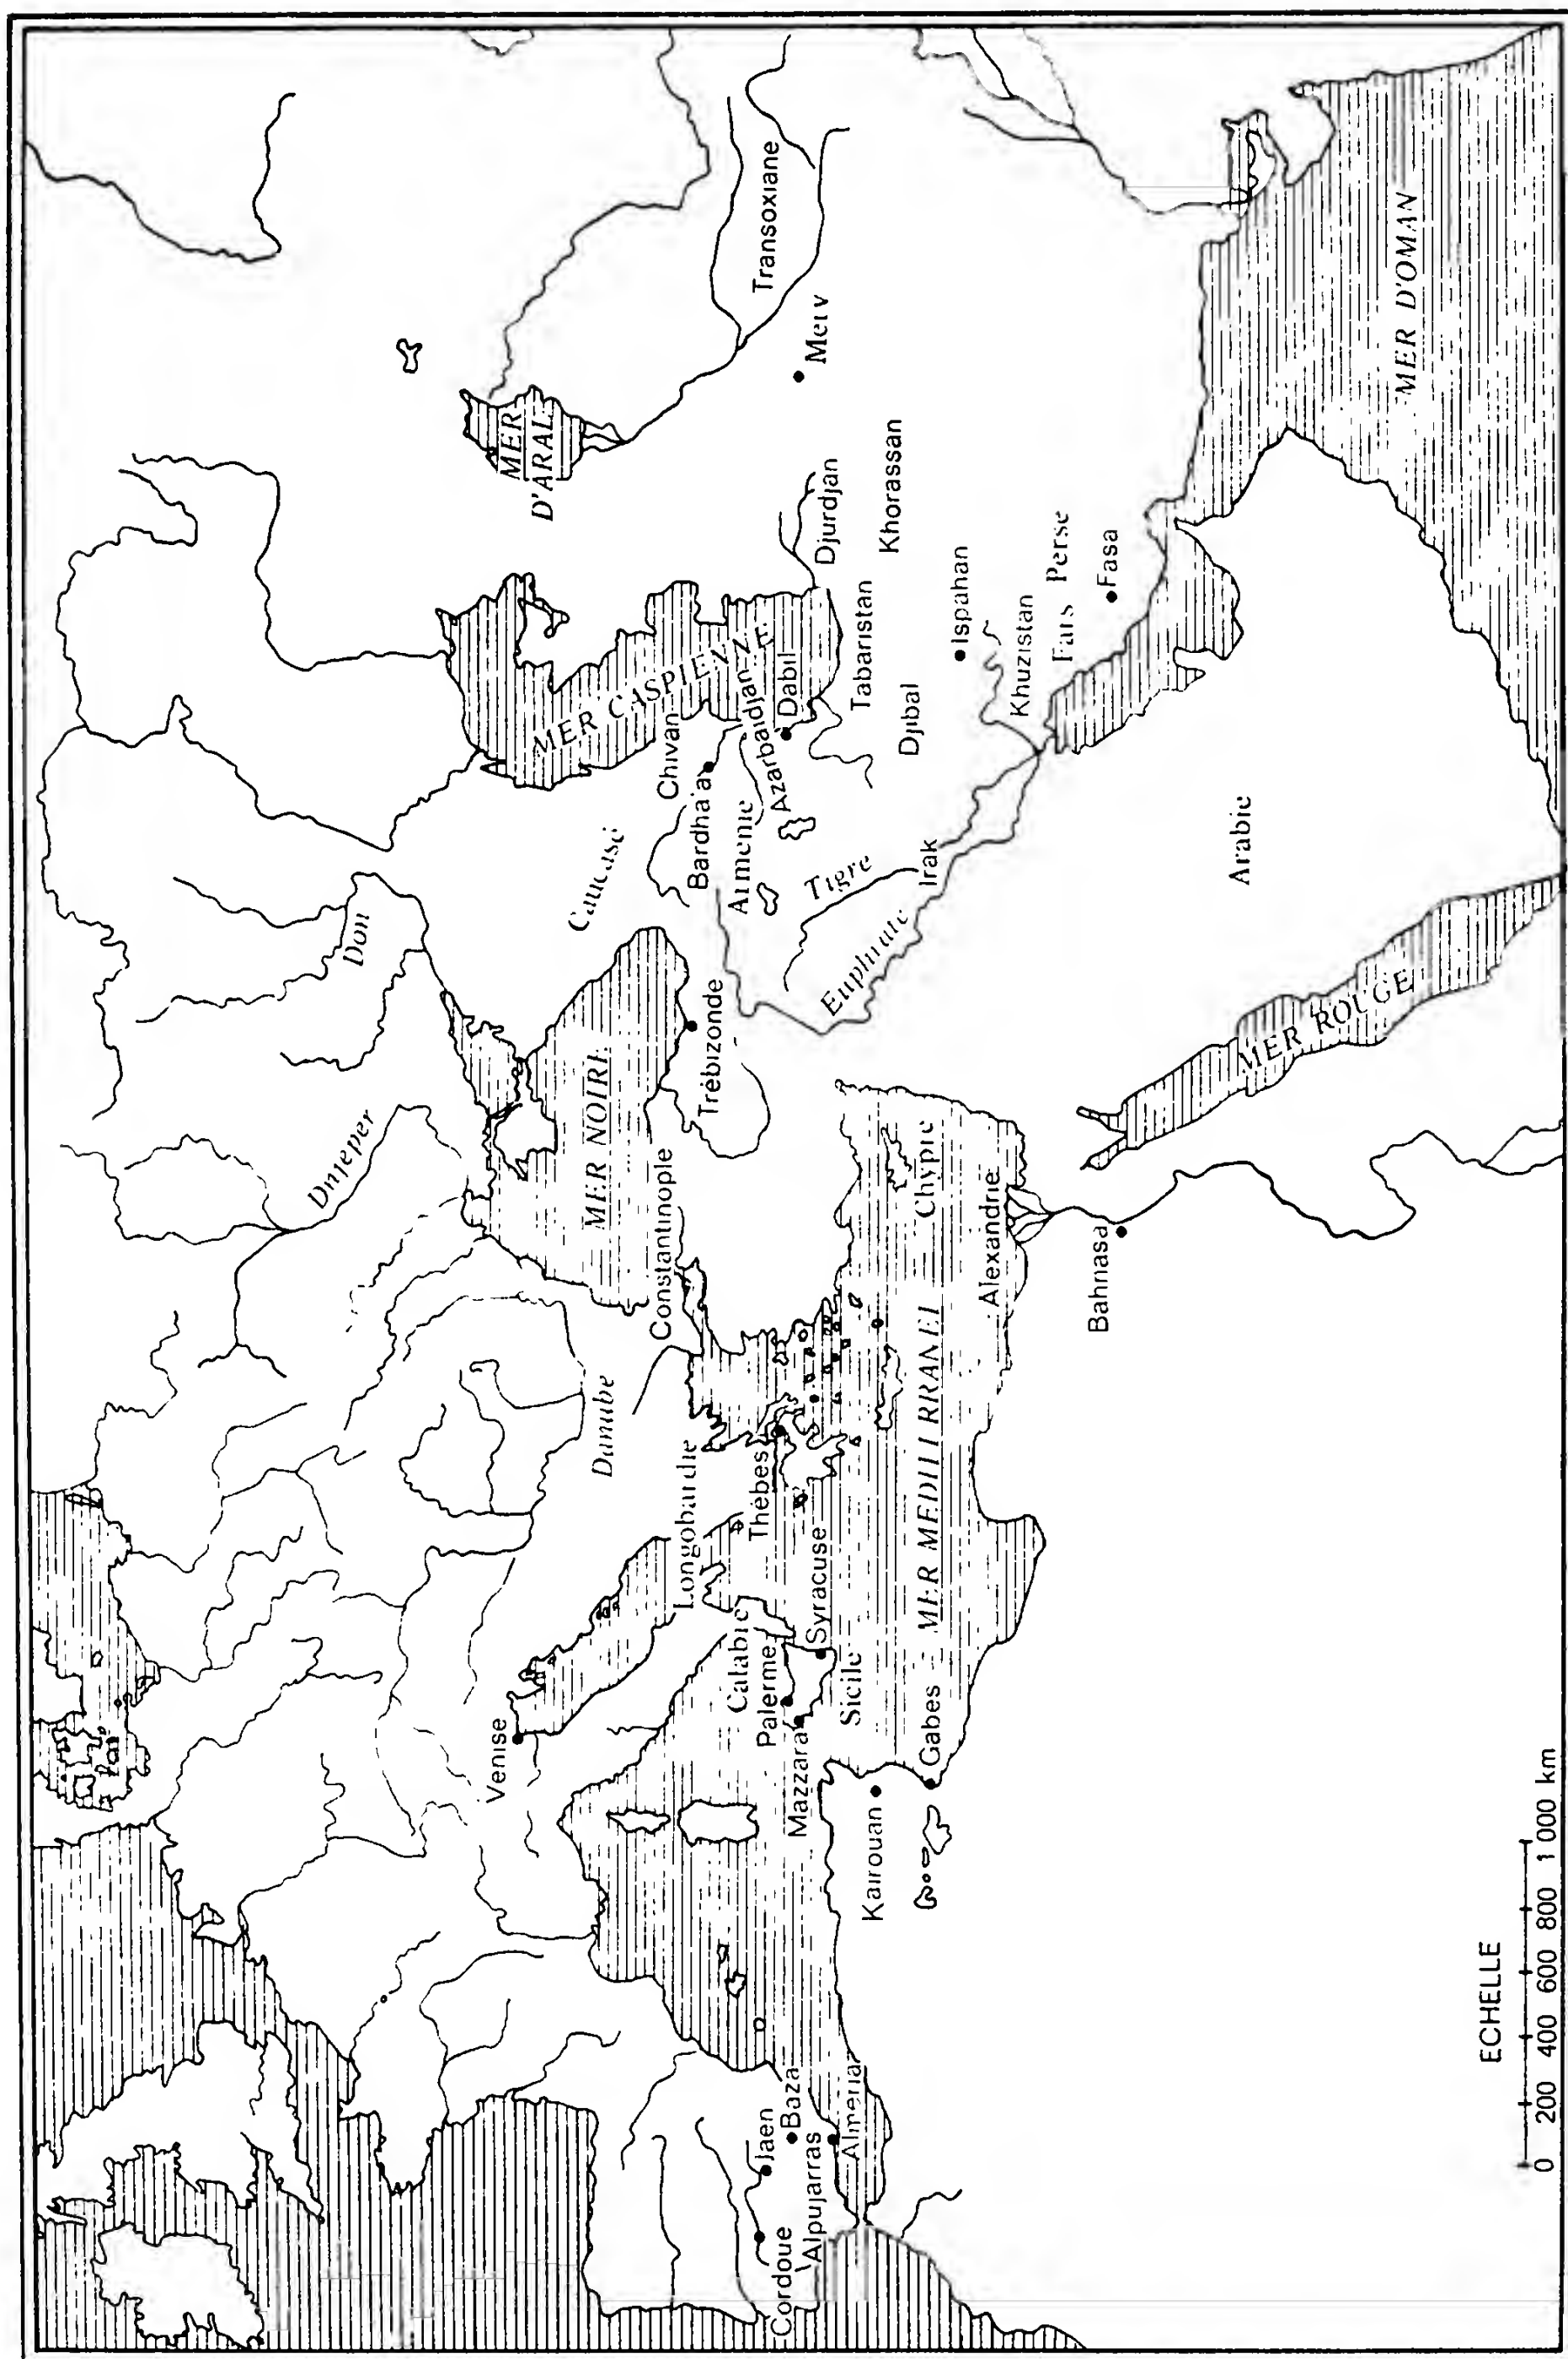 MER
D'ARAL
Transoxiane
Merv
Djurdjan
Khorassan
MER CASPIENNE
Chivan
Bardha'a
Azarbaidjan
Dabil
Tabaristan
Djibal
Ispahan
Khuzistan
Fars Perse
Fasa
MER D'OMAN
Caucase
Armenie
Tigre
Euphrate
Irak
Arabie
MER ROUGE
Don
Dnjeper
MER NOIRE
Trébizonde
Constantinople
Danube
Chypre
Alexandrie
Bahnasa
MER MEDITERRANEE
Thèbes
Longobardie
Calabre
Syracuse
Palerme
Sicile
Mazzara
Venise
Gabes
Kairouan
Jaen
Baza
Almeria
Alpujarras
Cordoue
ECHELLE
0 200 400 600 800 1 000 km